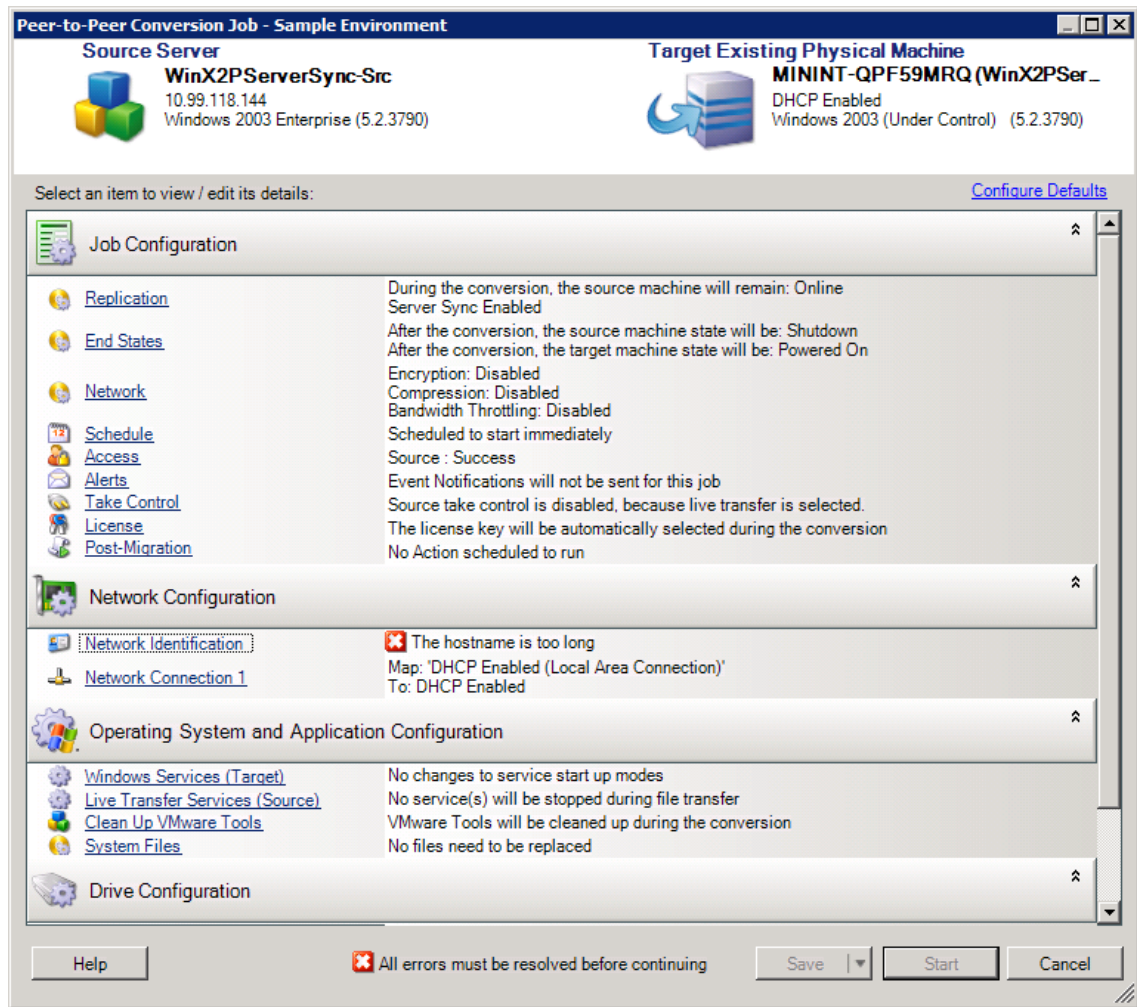 Peer-to-Peer Conversion Job - Sample Environment
Source Server
WinX2PServerSync-Src
10.99.118.144
Windows 2003 Enterprise (5.2.3790)
Target Existing Physical Machine
MININT-QPF59MRQ (WinX2PSer...
DHCP Enabled
Windows 2003 (Under Control) (5.2.3790)
Select an item to view / edit its details:
Configure Defaults
Job Configuration
Replication
During the conversion, the source machine will remain: Online
Server Sync Enabled
End States
After the conversion, the source machine state will be: Shutdown
After the conversion, the target machine state will be: Powered On
Network
Encryption: Disabled
Compression: Disabled
Bandwidth Throttling: Disabled
Schedule
Scheduled to start immediately
Access
Source : Success
Alerts
Event Notifications will not be sent for this job
Take Control
Source take control is disabled, because live transfer is selected.
License
The license key will be automatically selected during the conversion
Post-Migration
No Action scheduled to run
Network Configuration
Network Identification
The hostname is too long
Network Connection 1
Map: 'DHCP Enabled (Local Area Connection)'
To: DHCP Enabled
Operating System and Application Configuration
Windows Services (Target)
No changes to service start up modes
Live Transfer Services (Source)
No service(s) will be stopped during file transfer
Clean Up VMware Tools
VMware Tools will be cleaned up during the conversion
System Files
No files need to be replaced
Drive Configuration
Help
All errors must be resolved before continuing
Save
Start
Cancel